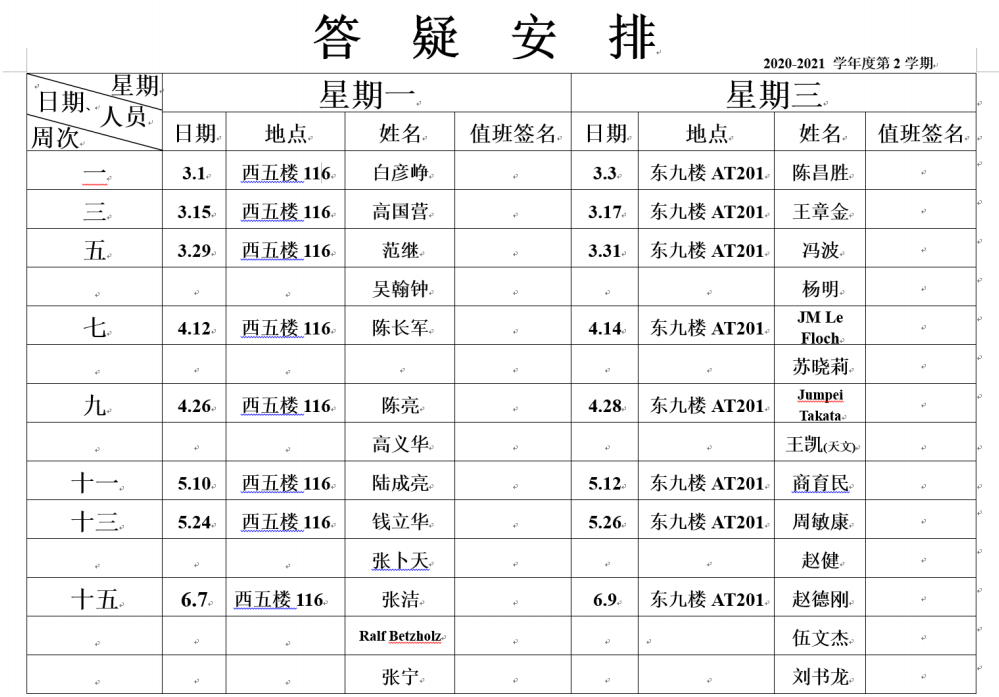 答 疑 安 排
2020-2021 学年度第2学期
星期
日期、
人员
周次
星期一 星期三
日期 地点 姓名 值班签名 日期 地点 姓名 值班签名
一 3.1 西五楼 116 白彦峥 3.3 东九楼 AT201 陈昌胜
三 3.15 西五楼 116 高国营 3.17 东九楼 AT201 王章金
五 3.29 西五楼 116 范继 3.31 东九楼 AT201 冯波
吴翰钟 杨明
七 4.12 西五楼 116 陈长军 4.14 东九楼 AT201 JM Le
Floch
苏晓莉
九 4.26 西五楼 116 陈亮 4.28 东九楼 AT201 Jumpei
Takata
高义华 王凯(天文)
十一 5.10 西五楼 116 陆成亮 5.12 东九楼 AT201 商育民
十三 5.24 西五楼 116 钱立华 5.26 东九楼 AT201 周敏康
张卜天 赵健
十五 6.7 西五楼 116 张洁 6.9 东九楼 AT201 赵德刚
Ralf Betzholz 伍文杰
张宁 刘书龙